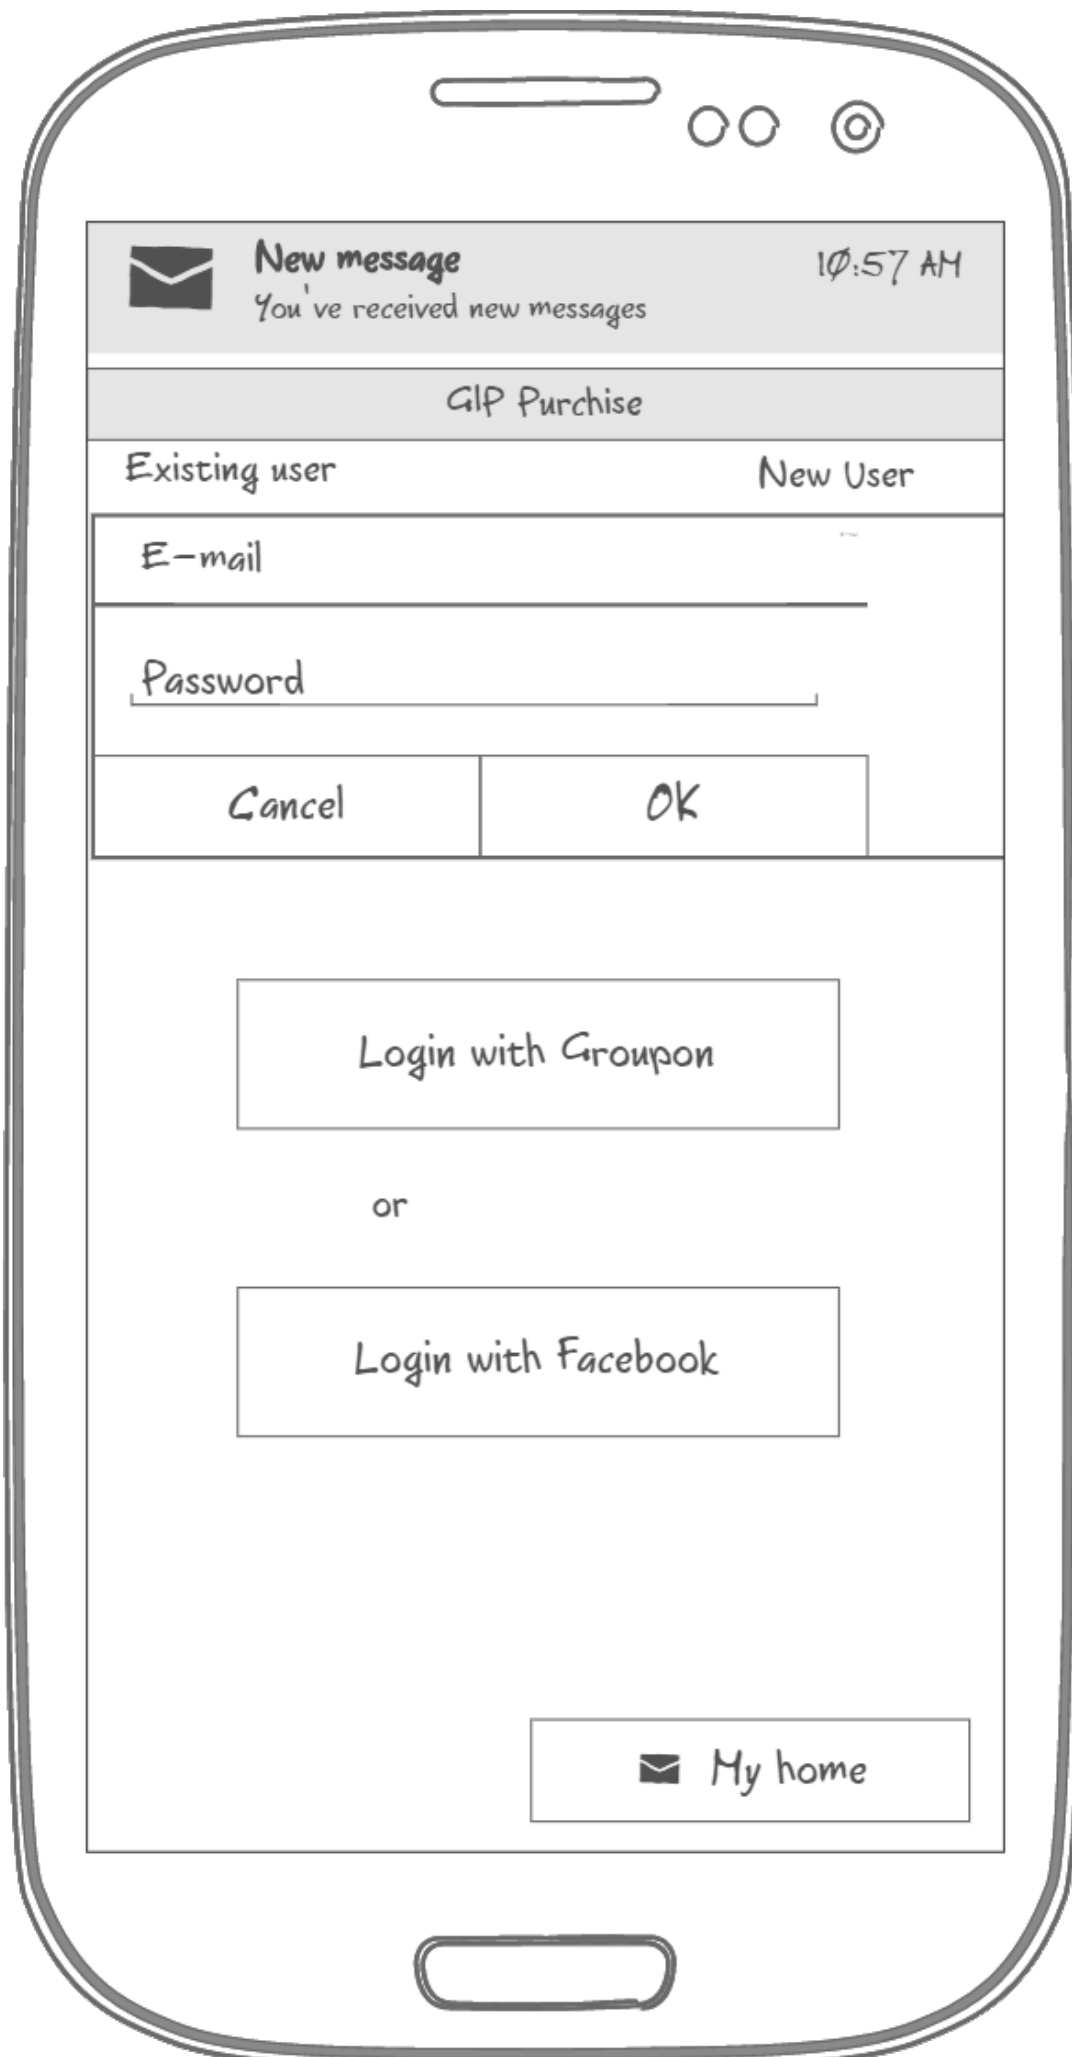 New message
10:57 AM
You've received new messages
GIP Purchise
Existing user
New User
E-mail
Password
Cancel
OK
Login with Groupon
or
Login with Facebook
My home